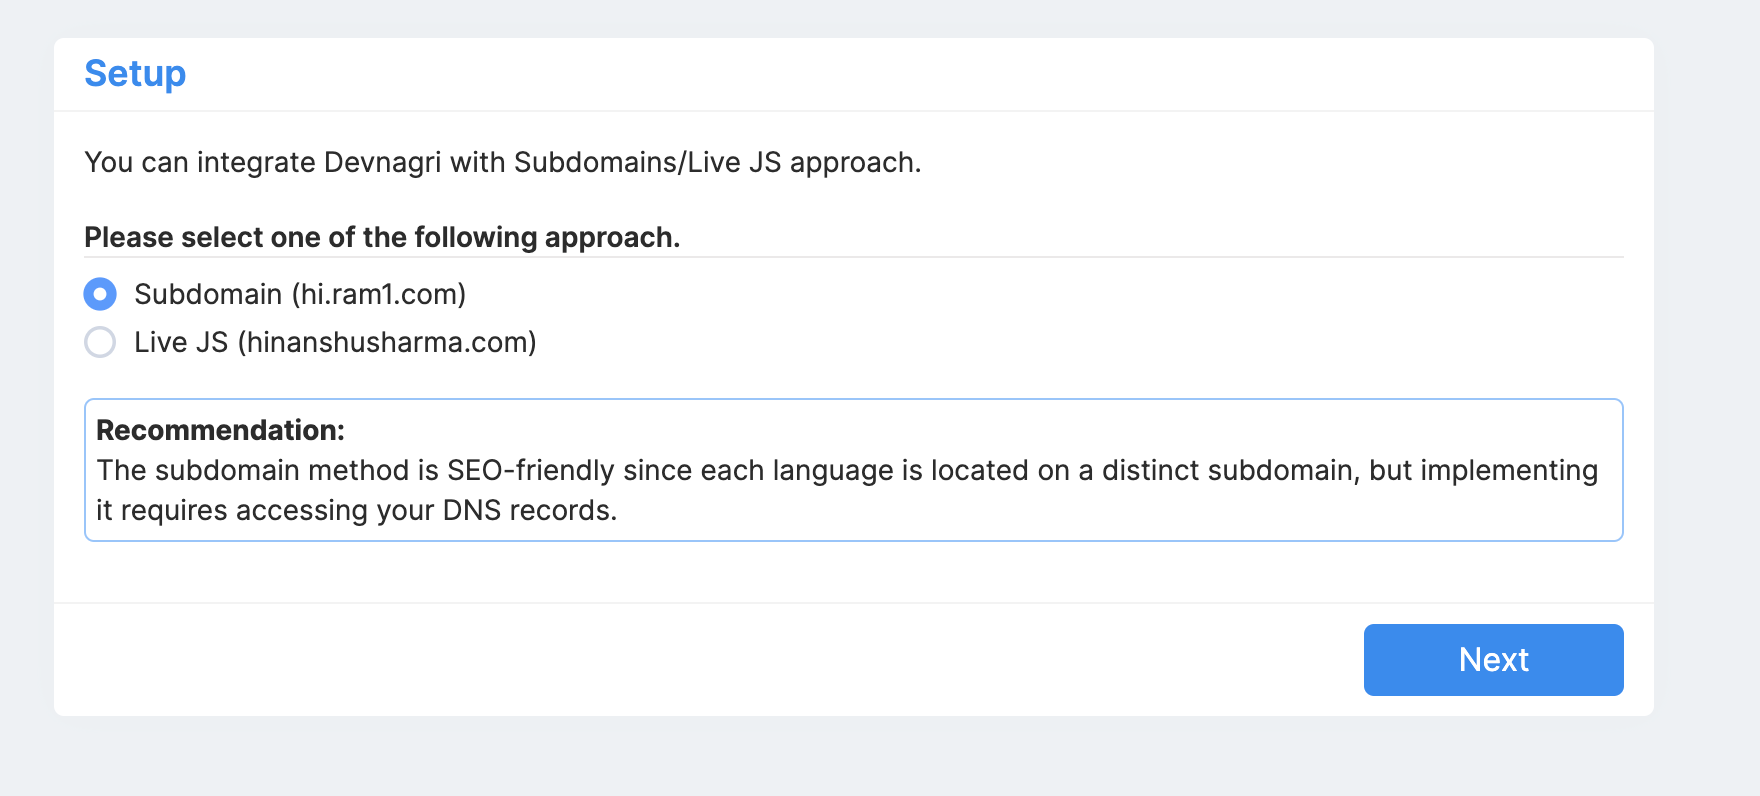 Setup
You can integrate Devnagri with Subdomains/Live JS approach.
Please select one of the following approach.
Subdomain (hi.ram1.com)
Live JS (hinanshusharma.com)
Recommendation:
The subdomain method is SEO-friendly since each language is located on a distinct subdomain, but implementing
it requires accessing your DNS records.
Next